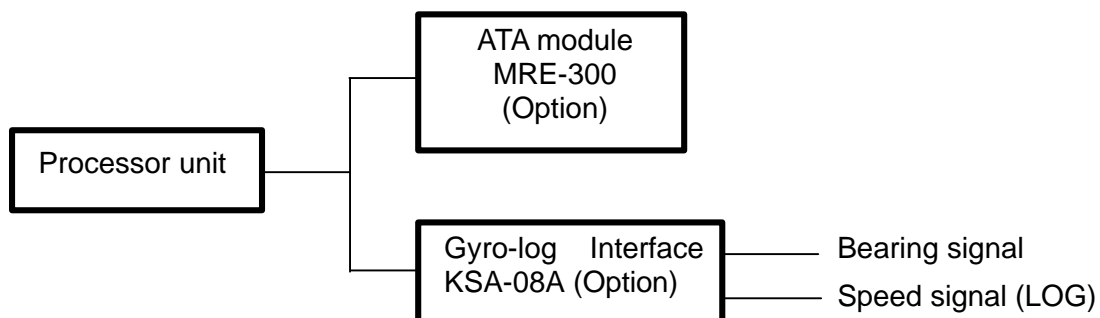 ATA module
MRE-300
(Option)
Processor unit
Gyro-log Interface
KSA-08A (Option)
Bearing signal
Speed signal (LOG)